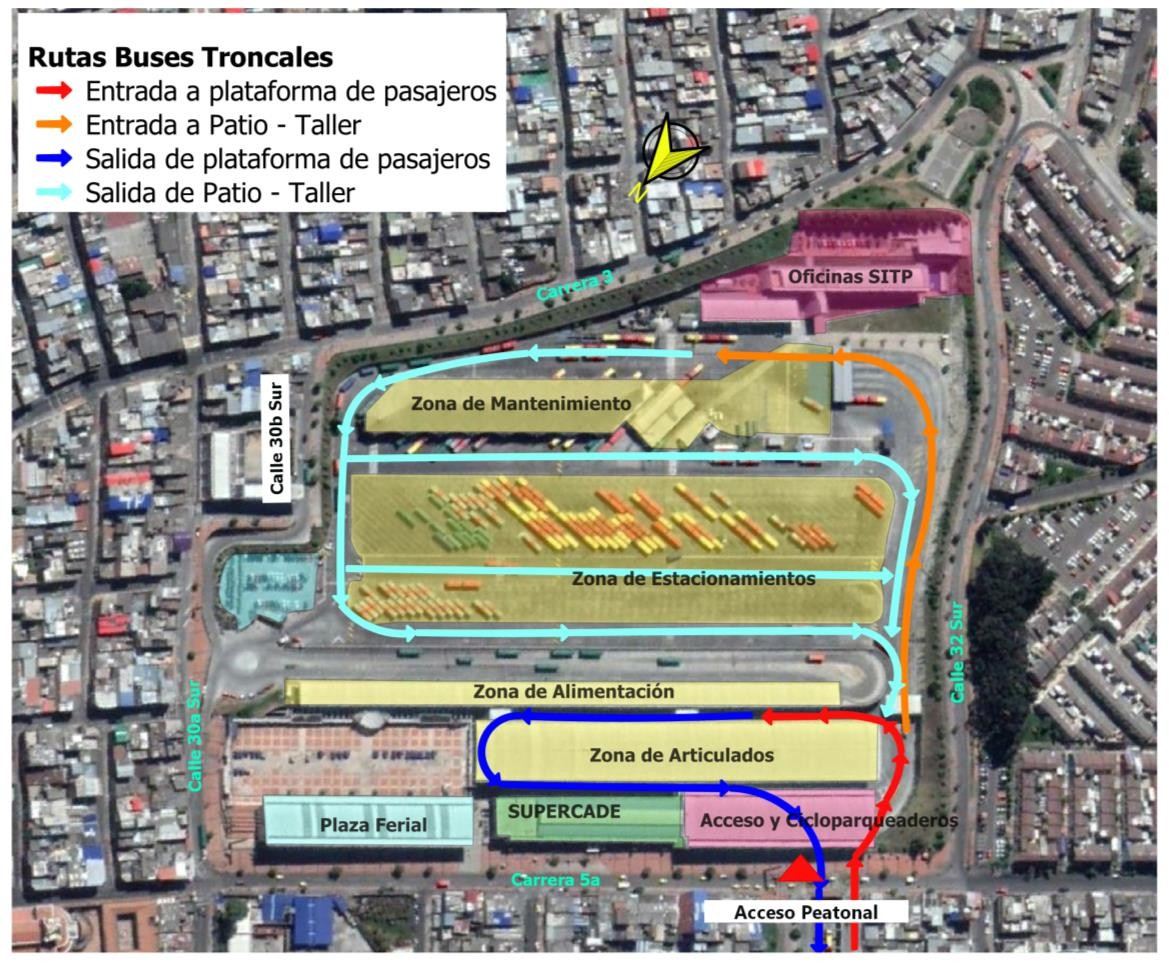 Rutas Buses Troncales
Entrada a plataforma de pasajeros
Entrada a Patio - Taller
Salida de plataforma de pasajeros
Salida de Patio - Taller
N
Oficinas SITP
Carrera 3
Zona de Mantenimiento
Calle 30b Sur
Zona de Estacionamientos
Calle 32 Sur
Zona de Alimentación
Calle 30a Sur
Zona de Articulados
SUPERCADE
Plaza Ferial
Acceso y Cicloparqueaderos
Carrera 5a
Acceso Peatonal